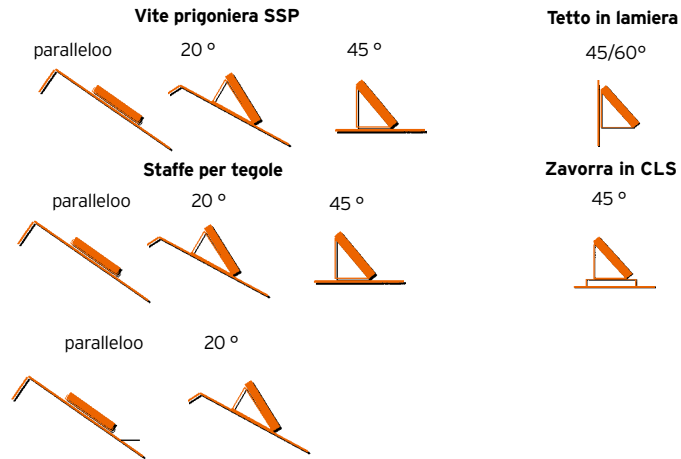 Vite prigoniera SSP
paralleloo 20 º 45 º
Tetto in lamiera
45/60º
Staffe per tegole
paralleloo 20 º 45 º
Zavorra in CLS
45 º
paralleloo 20 º